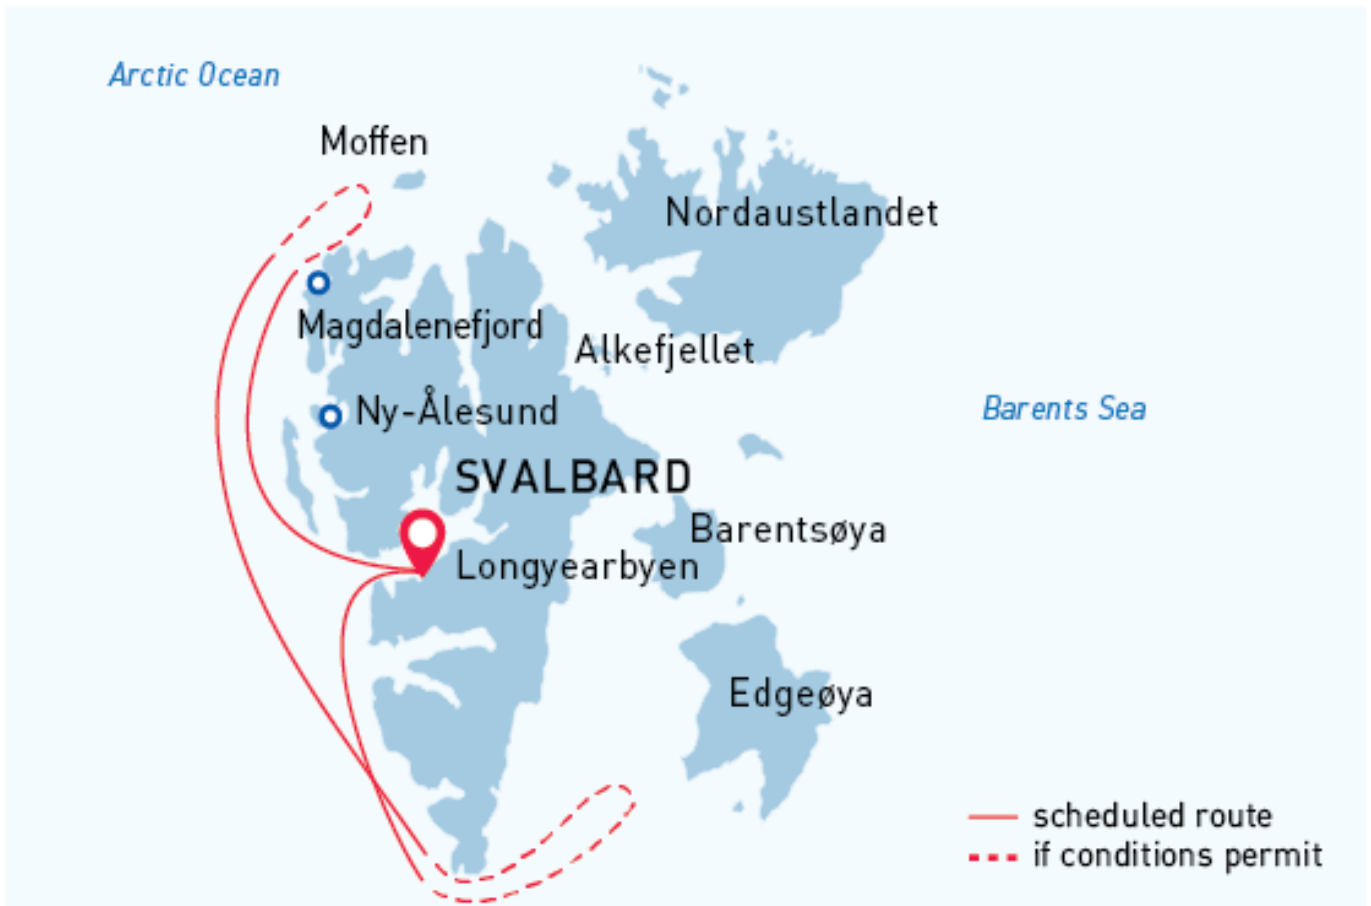 Arctic Ocean
Moffen
Nordaustlandet
Magdalenefjord
Alkefjellet
Ny-Ålesund
Barents Sea
SVALBARD
Barentsøya
Longyearbyen
Edgeøya
scheduled route
if conditions permit